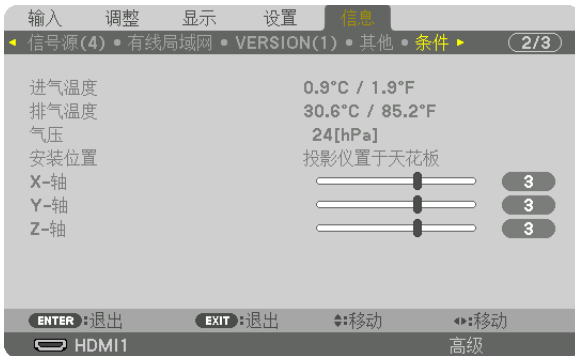 输入 调整 显示 设置 信息
◄ 信号源(4) ● 有线局域网 ● VERSION(1) ● 其他 ● 条件 ► 2/3
进气温度 0.9°C / 1.9°F
排气温度 30.6°C / 85.2°F
气压 24[hPa]
安装位置 投影仪置于天花板
X-轴 3
Y-轴 3
Z-轴 3
ENTER:退出 EXIT:退出 ♦:移动 ◂▸:移动
HDMI1 高级